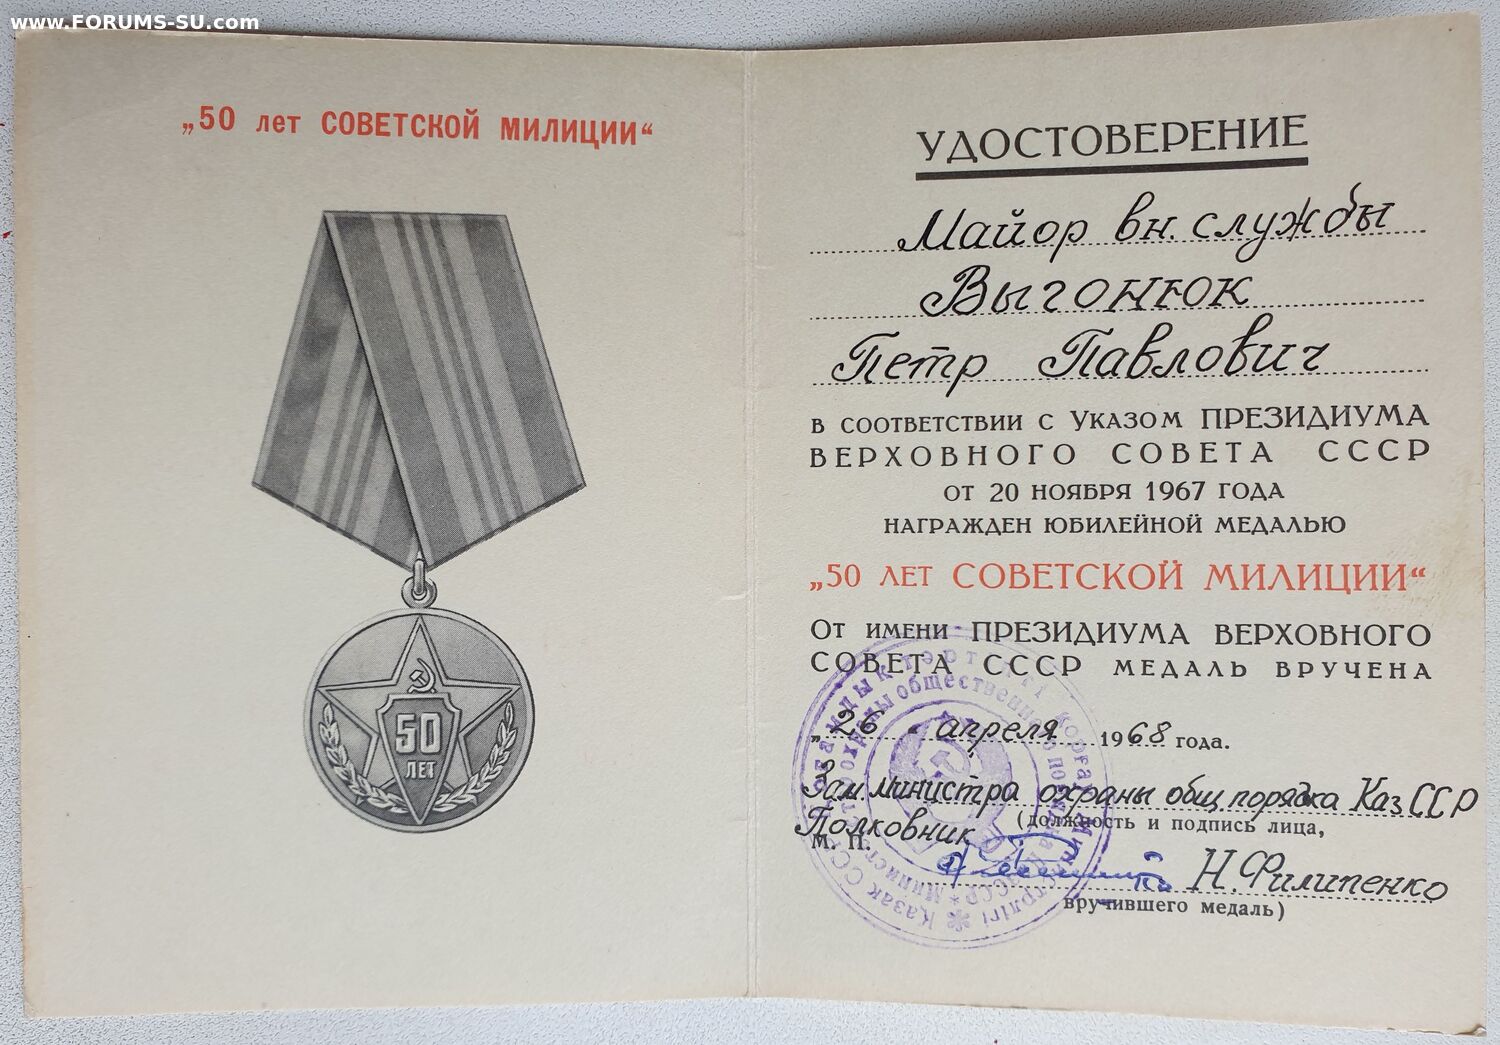 www.FORUMS-SU.com
„50 лет СОВЕТСКОЙ МИЛИЦИИ“
50
ЛЕТ
УДОСТОВЕРЕНИЕ
Майор вн. службы
Выгонюк
Петр Павлович
В СООТВЕТСТВИИ С УКАЗОМ ПРЕЗИДИУМА
ВЕРХОВНОГО СОВЕТА СССР
ОТ 20 НОЯБРЯ 1967 ГОДА
НАГРАЖДЕН ЮБИЛЕЙНОЙ МЕДАЛЬЮ
„50 ЛЕТ СОВЕТСКОЙ МИЛИЦИИ“
ОТ ИМЕНИ ПРЕЗИДИУМА ВЕРХОВНОГО
СОВЕТА СССР МЕДАЛЬ ВРУЧЕНА
„26 „ апреля 1968 года.
Зам. министра охраны общ. порядка КазССР
(должность и подпись лица,
Полковник
М. П.
Н. Филипенко
вручившего медаль)